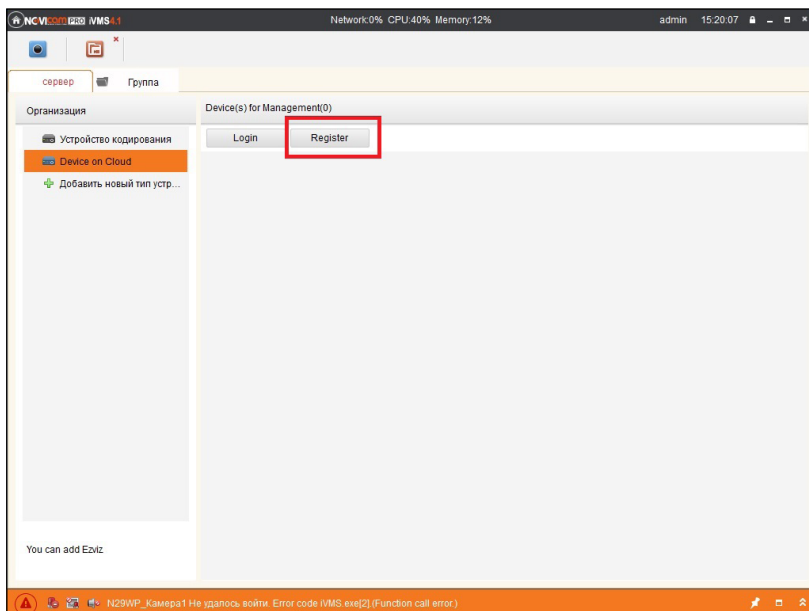 NOVIcam PRO iVMS4.1 Network:0% CPU:40% Memory:12% admin 15:20:07
сервер Группа
Организация Device(s) for Management(0)
Устройство кодирования Login Register
Device on Cloud
Добавить новый тип устр...
You can add Ezviz
N29WP_Камера1 Не удалось войти. Error code iVMS.exe[2].(Function call error.)